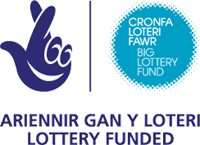 CRONFA
LOTERI
FAWR
BIG
LOTTERY
FUND
ARIENNIR GAN Y LOTERI
LOTTERY FUNDED